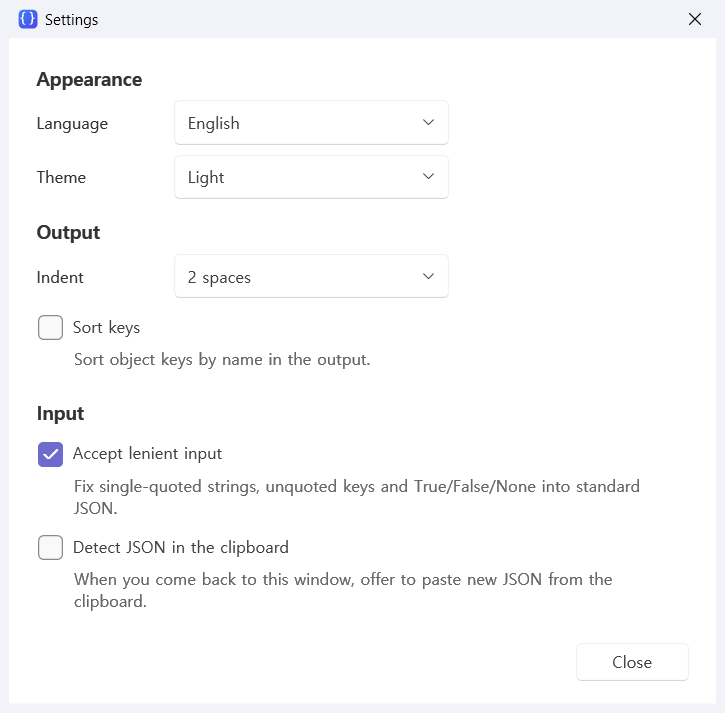 {} Settings
Appearance
Language English
Theme Light
Output
Indent 2 spaces
Sort keys
Sort object keys by name in the output.
Input
Accept lenient input
Fix single-quoted strings, unquoted keys and True/False/None into standard
JSON.
Detect JSON in the clipboard
When you come back to this window, offer to paste new JSON from the
clipboard.
Close